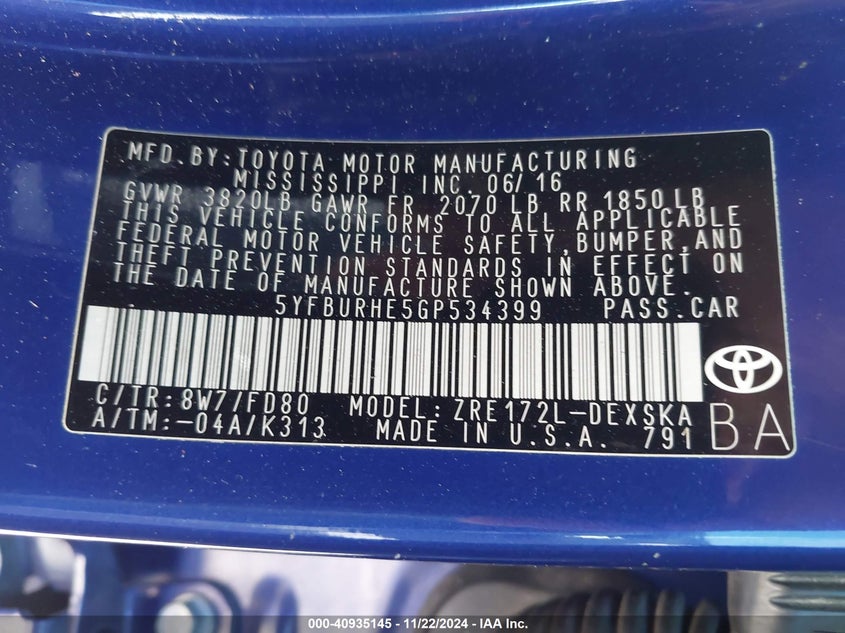 MFD.BY:TOYOTA MOTOR MANUFACTURING
MISSISSIPPI INC. 06/16
GVWR 3820LB GAWR FR 2070 LB RR 1850LB
THIS VEHICLE CONFORMS TO ALL APPLICABLE
FEDERAL MOTOR VEHICLE SAFETY,BUMPER,AND
THEFT PREVENTION STANDARDS IN EFFECT ON
THE DATE OF MANUFACTURE SHOWN ABOVE.
5YFBURHE5GP534399 PASS.CAR
C/TR:8W7/FD80 MODEL: ZRE172L-DEXSKA
A/TM:-04A/K313 MADE IN U.S.A. 791
BA
000-40935145 - 11/22/2024 - IAA Inc.